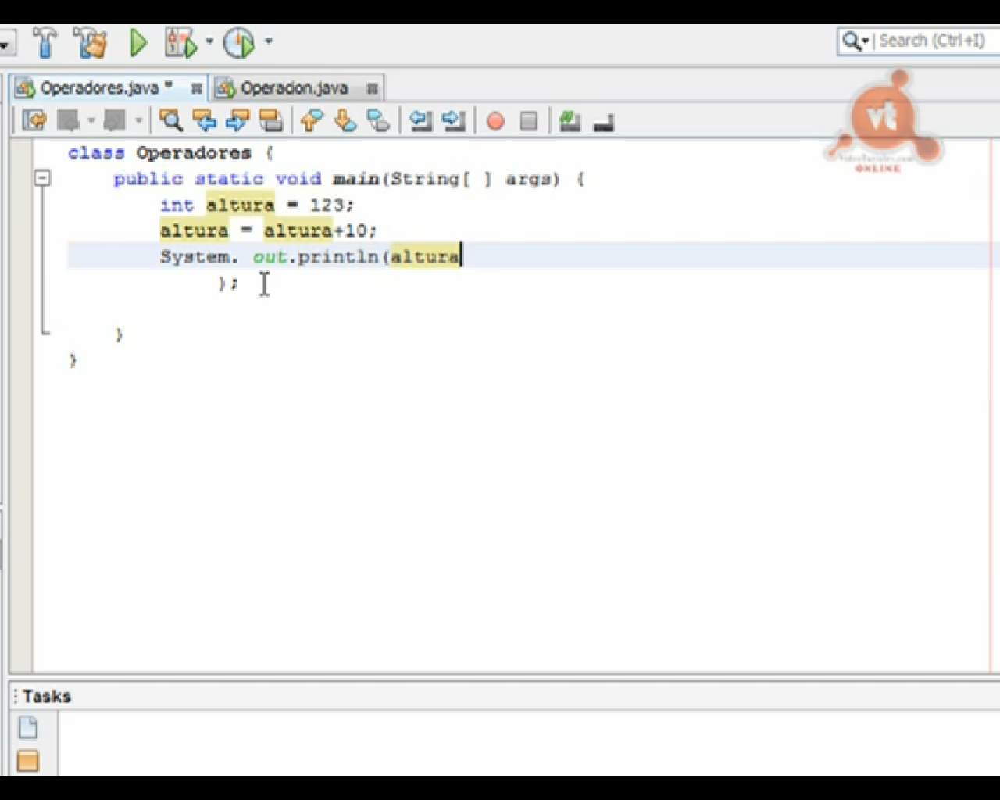 Search (Ctrl+I)
Operadores.java *
Operacion.java
vt
ONLINE
class Operadores {
public static void main(String[ ] args) {
int altura = 123;
altura = altura+10;
System. out.println(altura
);
}
}
Tasks